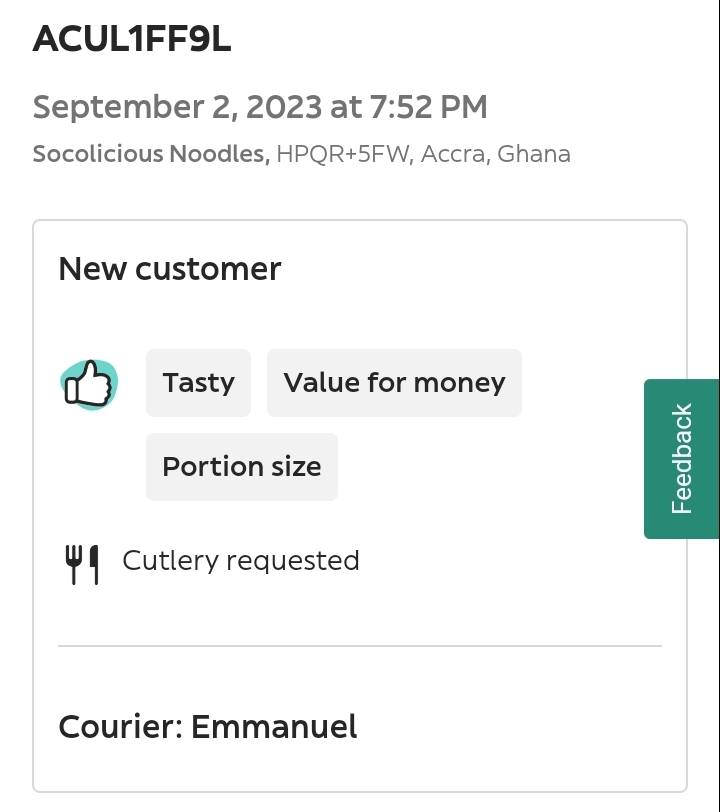 ACUL1FF9L
September 2, 2023 at 7:52 PM
Socolicious Noodles, HPQR+5FW, Accra, Ghana
New customer
Tasty
Value for money
Portion size
Feedback
Cutlery requested
Courier: Emmanuel